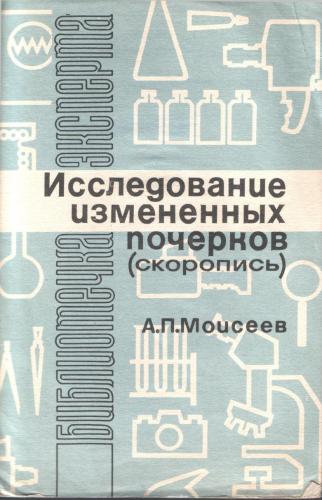 Библиотечка эксперта
Исследование
измененных
почерков
(скоропись)
А.П.Моисеев